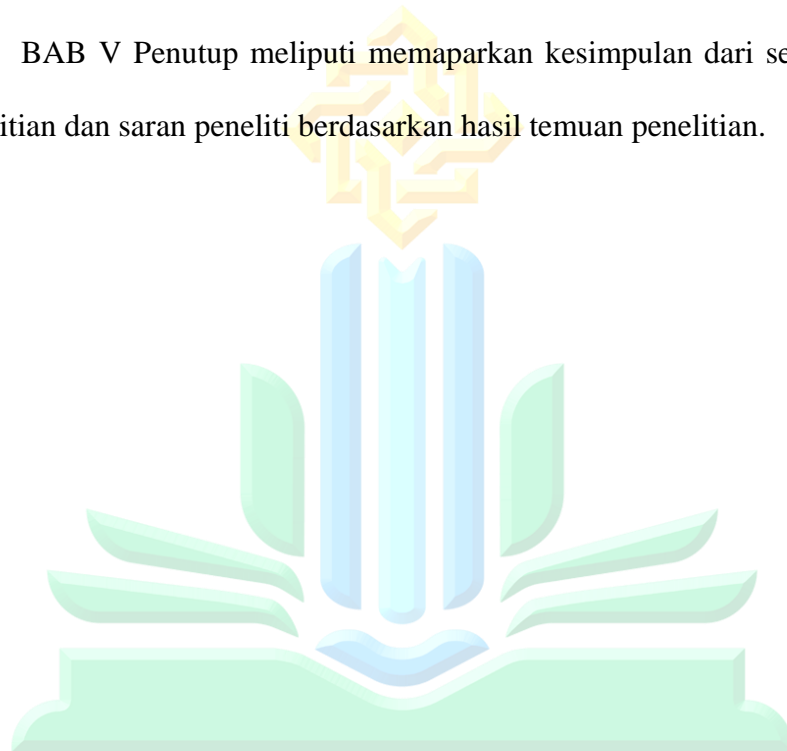 BAB V Penutup meliputi memaparkan kesimpulan dari se
itian dan saran peneliti berdasarkan hasil temuan penelitian.